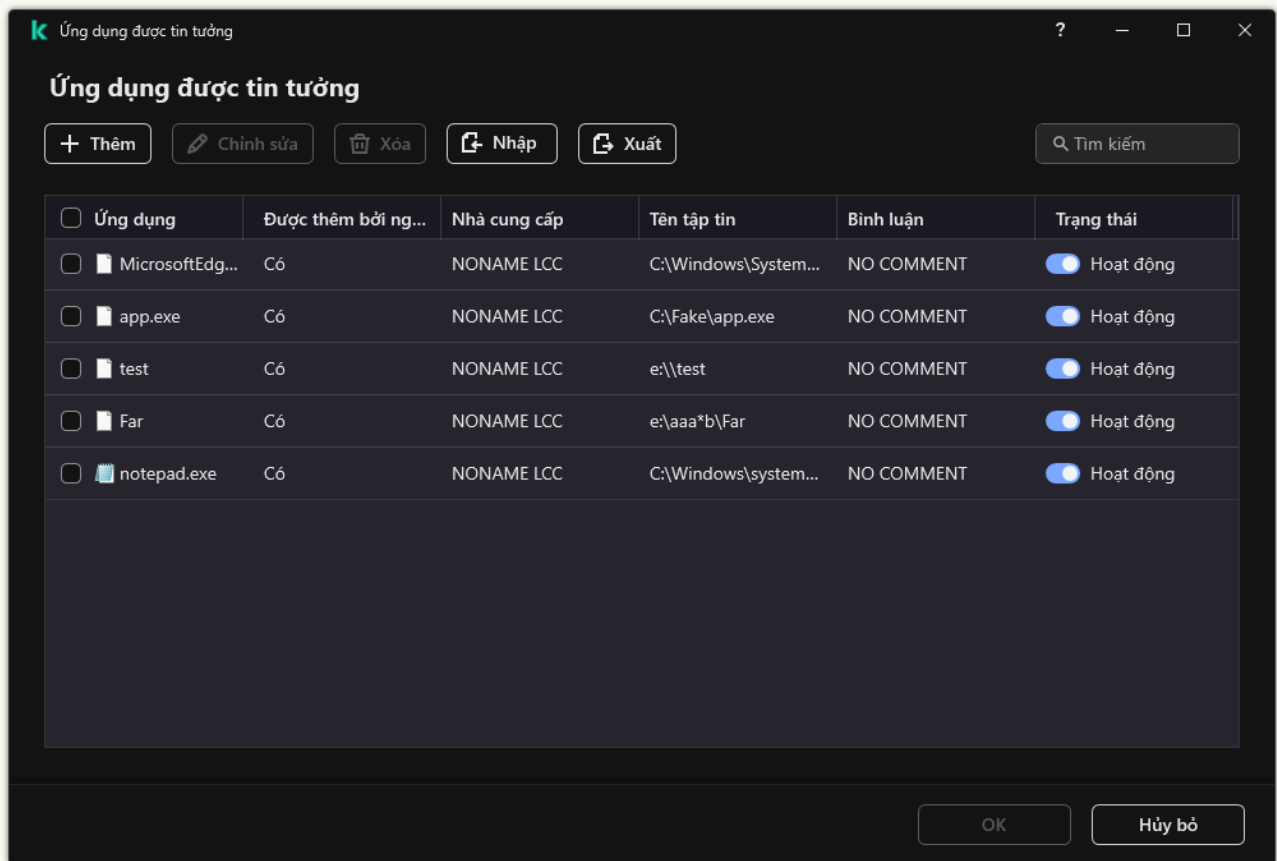 Ứng dụng được tin tưởng
?
Ứng dụng được tin tưởng
Thêm Chỉnh sửa Xóa Nhập Xuất Tìm kiếm
Ứng dụng Được thêm bởi ng... Nhà cung cấp Tên tập tin Bình luận Trạng thái
MicrosoftEdg... Có NONAME LCC C:\Windows\System... NO COMMENT Hoạt động
app.exe Có NONAME LCC C:\Fake\app.exe NO COMMENT Hoạt động
test Có NONAME LCC e:\\test NO COMMENT Hoạt động
Far Có NONAME LCC e:\aaa*b\Far NO COMMENT Hoạt động
notepad.exe Có NONAME LCC C:\Windows\system... NO COMMENT Hoạt động
OK Hủy bỏ